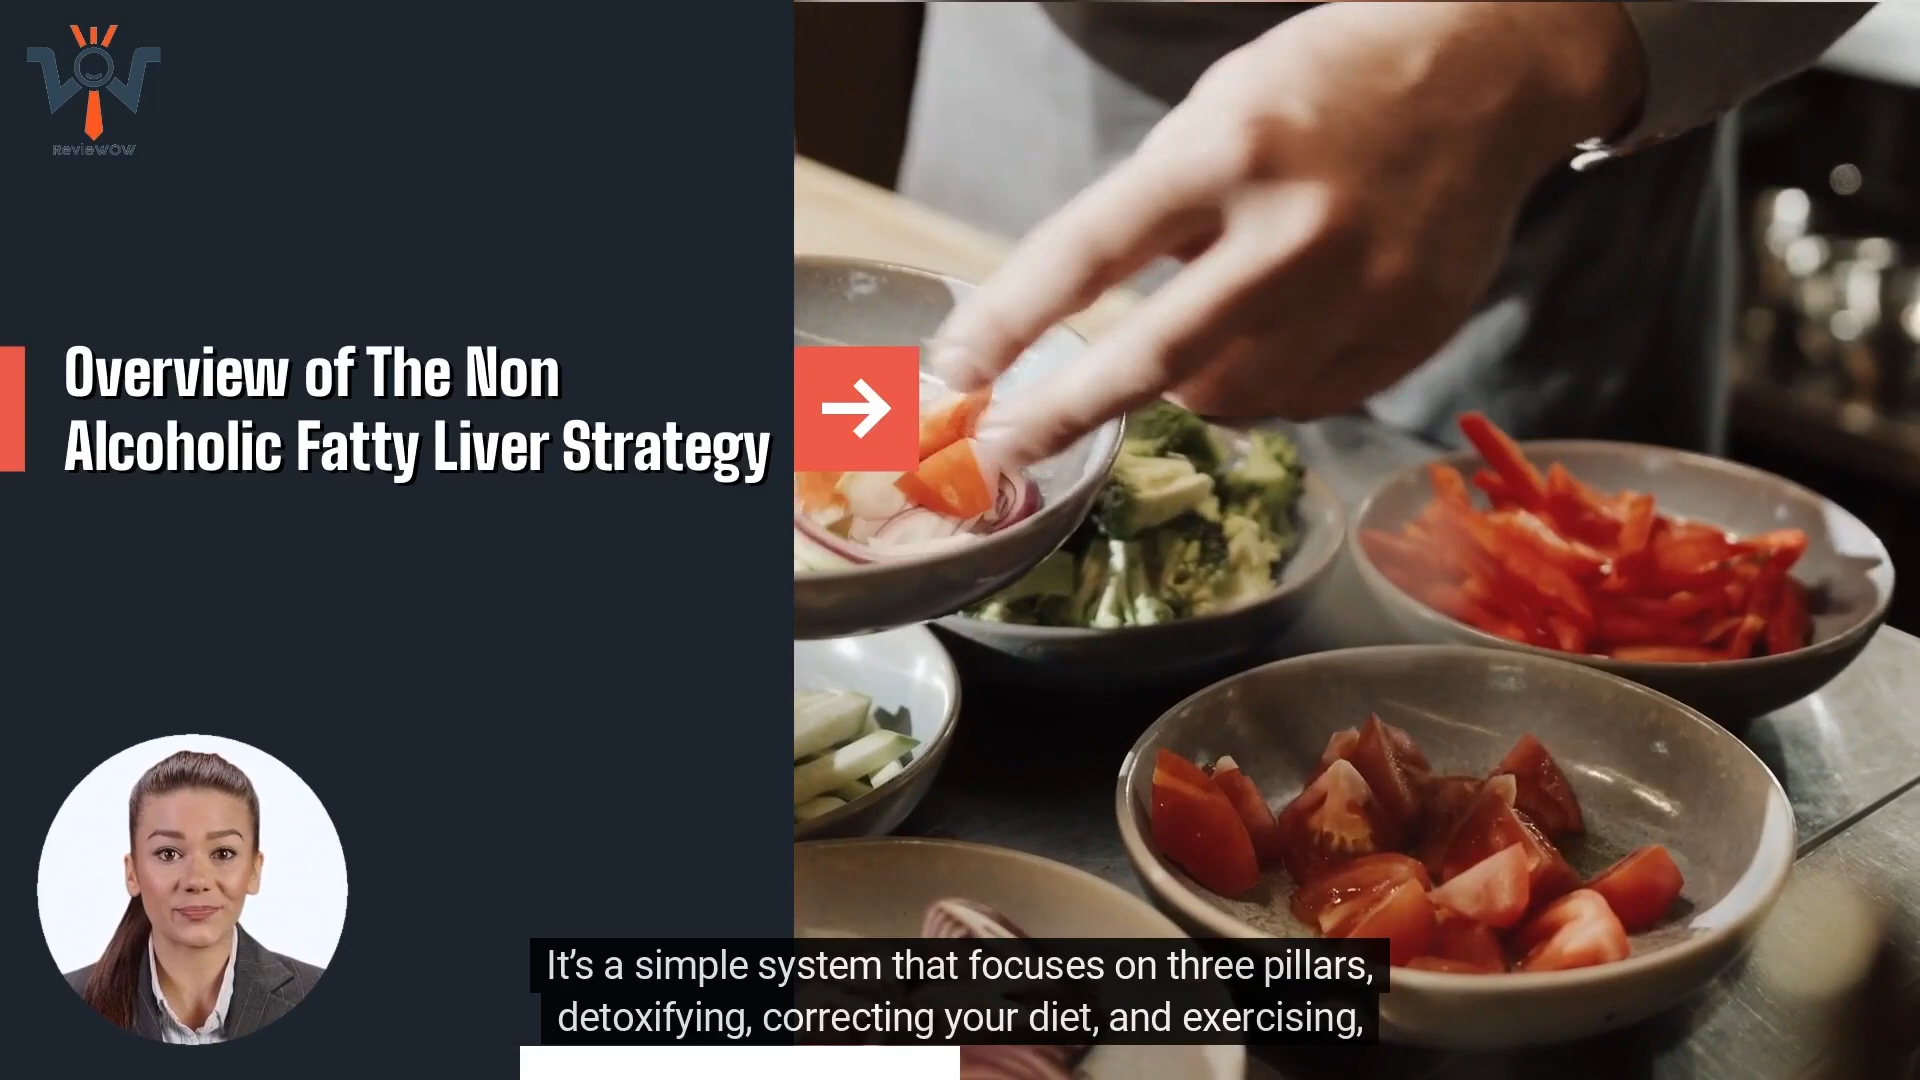 RevieWOW
Overview of The Non
Alcoholic Fatty Liver Strategy
It's a simple system that focuses on three pillars,
detoxifying, correcting your diet, and exercising,